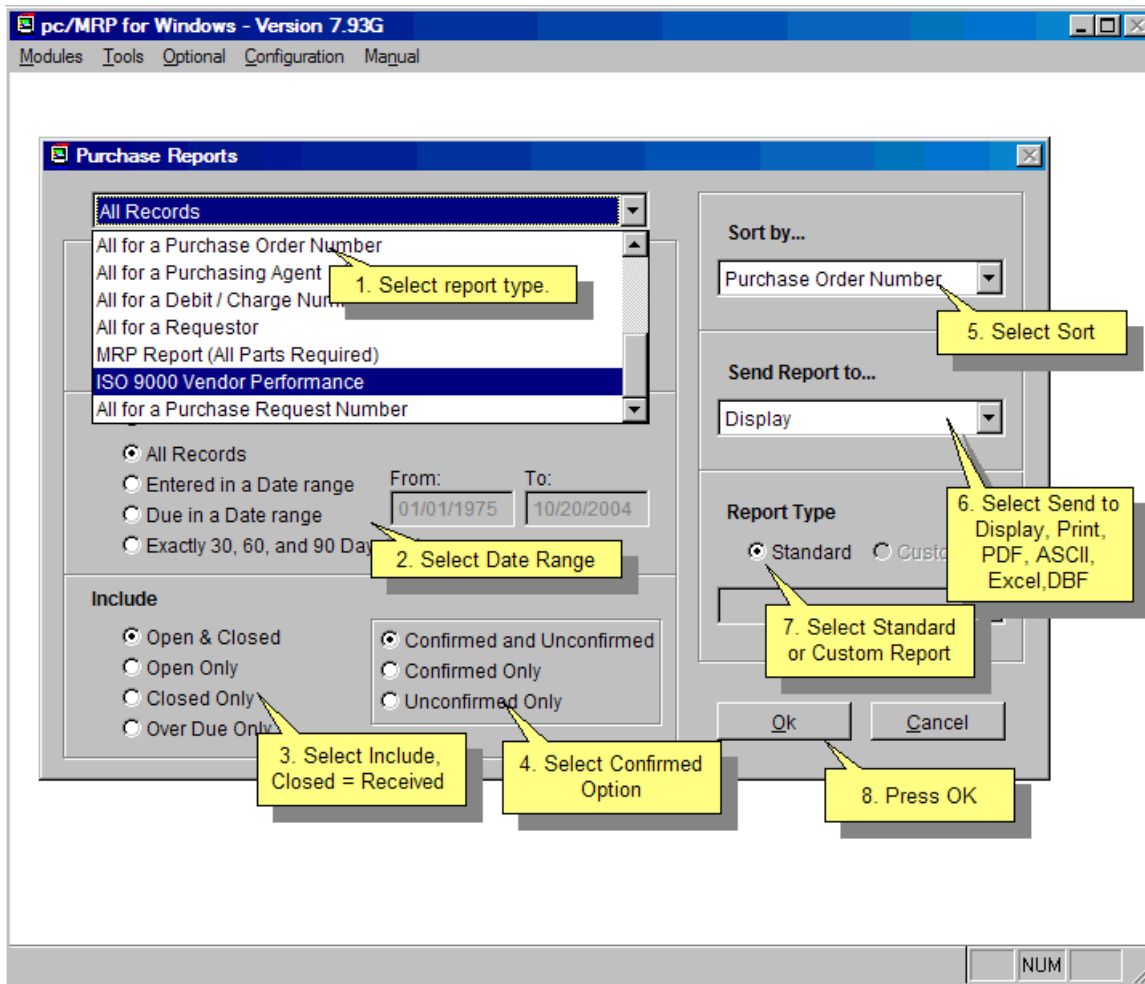 pc/MRP for Windows - Version 7.93G
Modules Tools Optional Configuration Manual
Purchase Reports
All Records
All for a Purchase Order Number
All for a Purchasing Agent
All for a Debit / Charge
All for a Requestor
MRP Report (All Parts Required)
ISO 9000 Vendor Performance
All for a Purchase Request Number
1. Select report type.
All Records
Entered in a Date range
Due in a Date range
Exactly 30, 60, and 90
From: To:
01/01/1975 10/20/2004
2. Select Date Range
Include
Open & Closed
Open Only
Closed Only
Over Due Only
Confirmed and Unconfirmed
Confirmed Only
Unconfirmed Only
3. Select Include,
Closed = Received
4. Select Confirmed
Option
Sort by...
Purchase Order Number
5. Select Sort
Send Report to...
Display
6. Select Send to
Display, Print,
PDF, ASCII,
Excel,DBF
Report Type
Standard
7. Select Standard
or Custom Report
Ok Cancel
8. Press OK
NUM